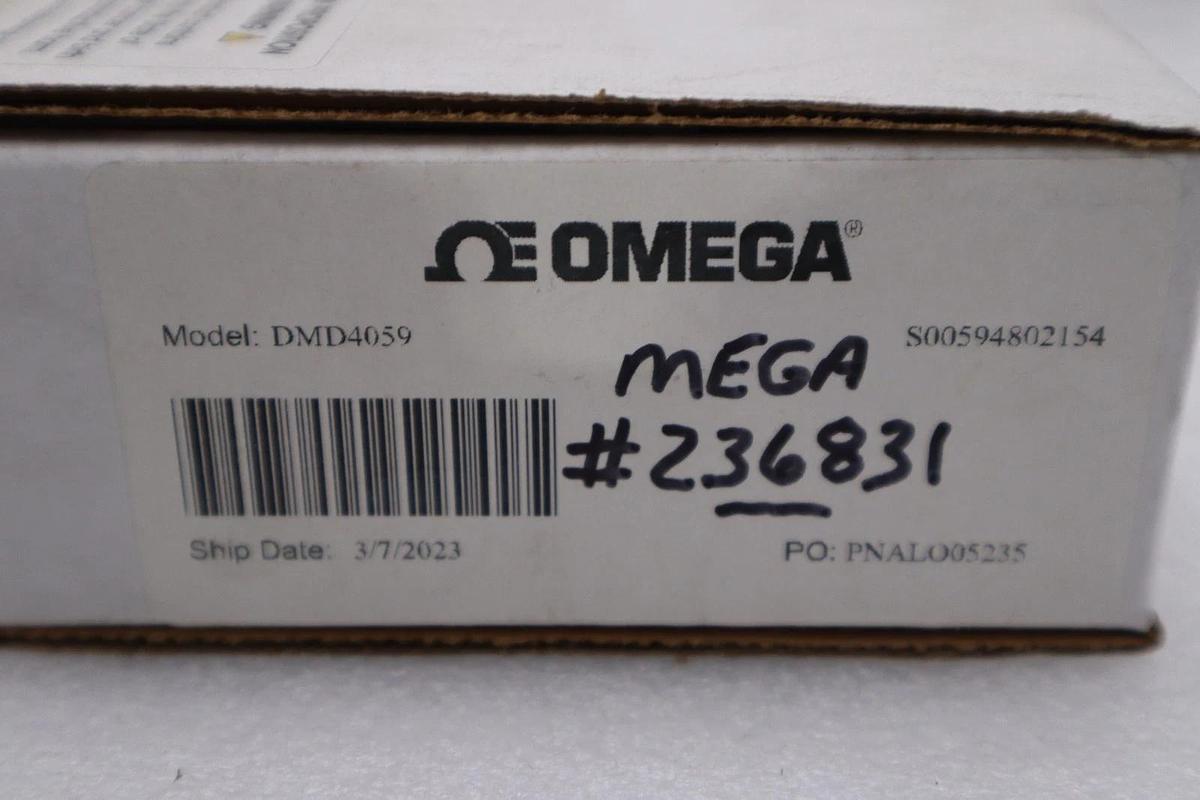 OMEGA®
Model: DMD4059
S00594802154
MEGA
#236831
Ship Date: 3/7/2023
PO: PNALO05235